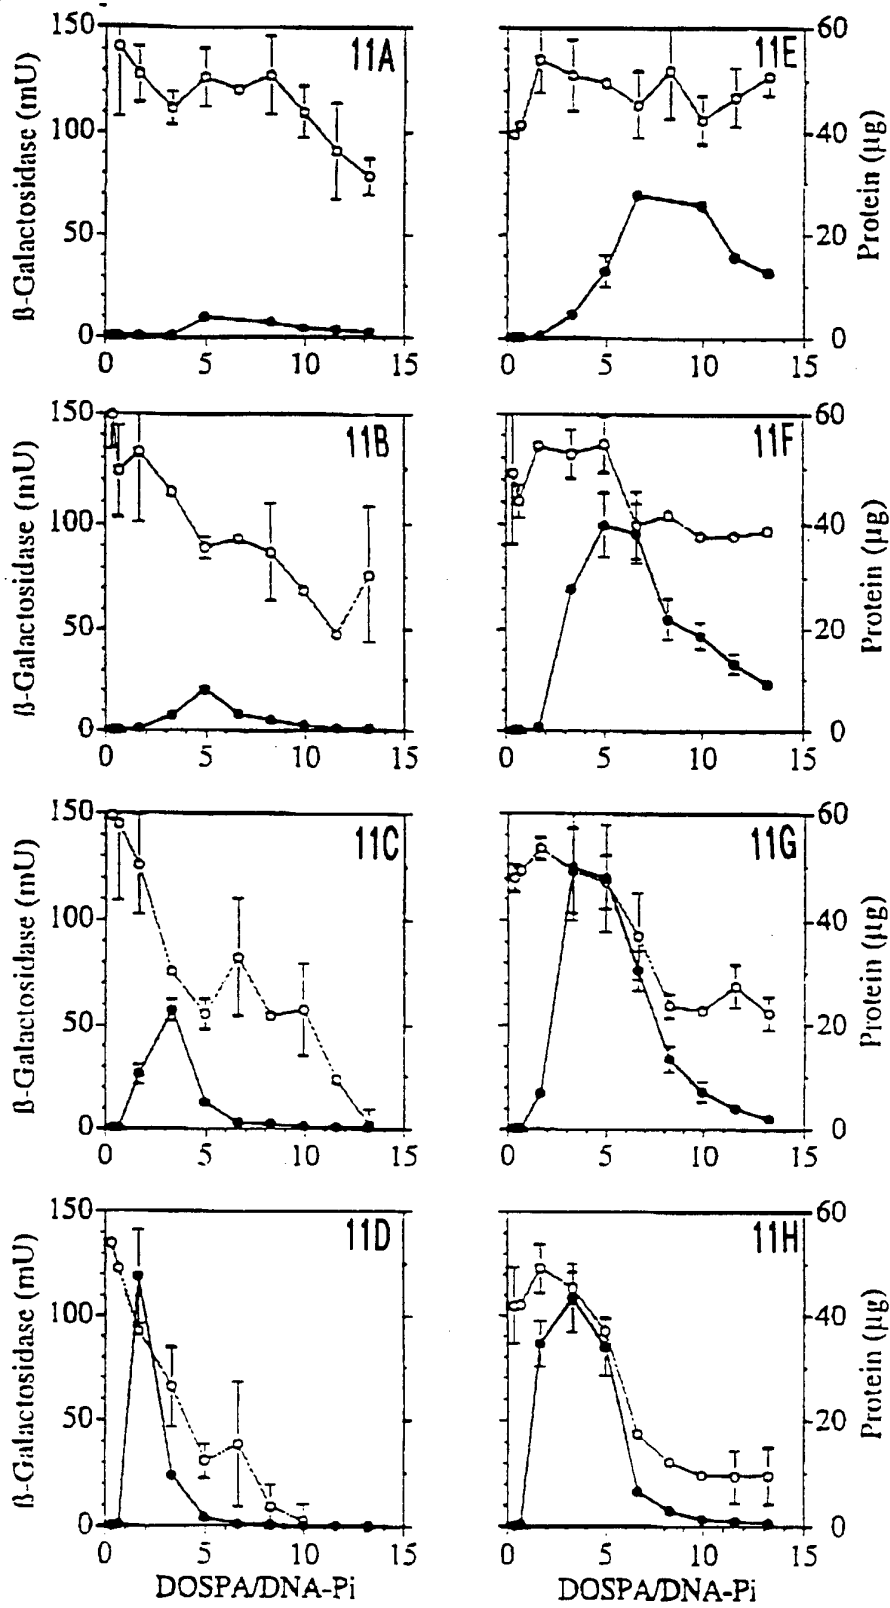 150 11A 11E 60
ß-Galactosidase (mU) 100 40 Protein (µg)
50 20
0 0
0 5 10 15 0 5 10 15
150 11B 11F 60
ß-Galactosidase (mU) 100 40 Protein (µg)
50 20
0 0
0 5 10 15 0 5 10 15
150 11C 11G 60
ß-Galactosidase (mU) 100 40 Protein (µg)
50 20
0 0
0 5 10 15 0 5 10 15
150 11D 11H 60
ß-Galactosidase (mU) 100 40 Protein (µg)
50 20
0 0
0 5 10 15 0 5 10 15
DOSPA/DNA-Pi DOSPA/DNA-Pi